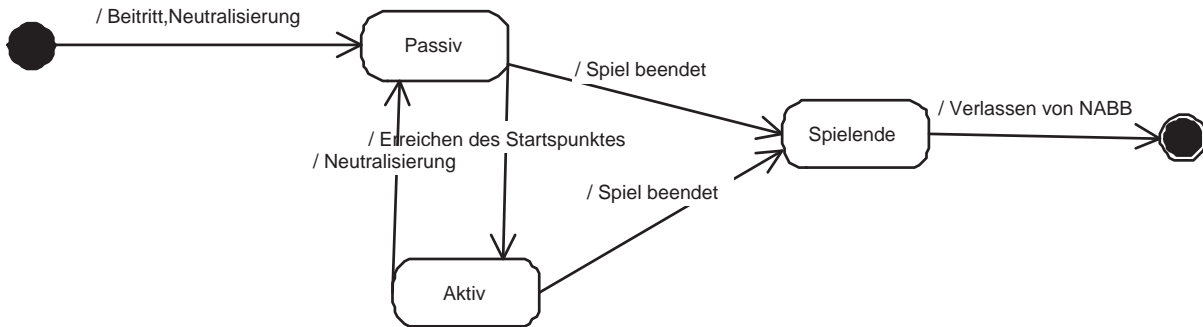 / Beitritt,Neutralisierung
Passiv
/ Spiel beendet
/ Verlassen von NABB
Spielende
/ Erreichen des Startspunktes
/ Neutralisierung
/ Spiel beendet
Aktiv